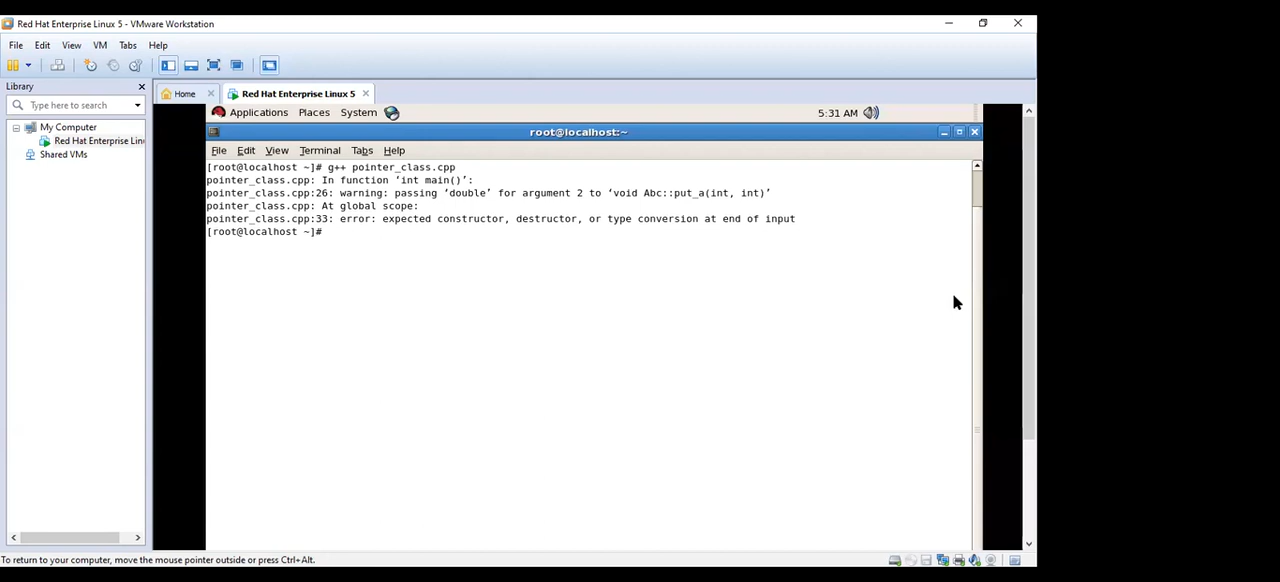 Red Hat Enterprise Linux 5 - VMware Workstation
File Edit View VM Tabs Help
Library
Type here to search
My Computer
Red Hat Enterprise Lin
Shared VMs
Home Red Hat Enterprise Linux 5
Applications Places System 5:31 AM
root@localhost:~
File Edit View Terminal Tabs Help
[root@localhost ~]# g++ pointer_class.cpp
pointer_class.cpp: In function ‘int main()’:
pointer_class.cpp:26: warning: passing ‘double’ for argument 2 to ‘void Abc::put_a(int, int)’
pointer_class.cpp: At global scope:
pointer_class.cpp:33: error: expected constructor, destructor, or type conversion at end of input
[root@localhost ~]#
To return to your computer, move the mouse pointer outside or press Ctrl+Alt.